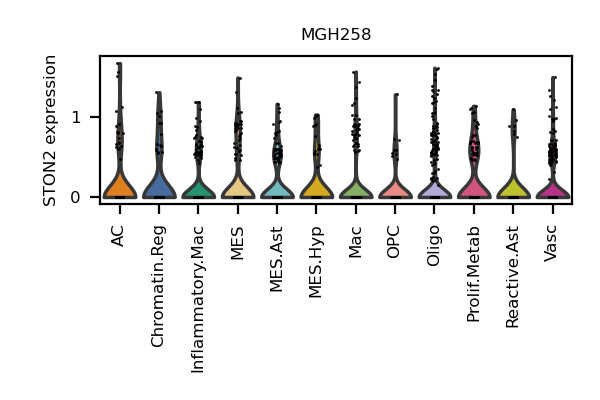 MGH258
STON2 expression
1
0
AC
Chromatin.Reg
Inflammatory.Mac
MES
MES.Ast
MES.Hyp
Mac
OPC
Oligo
Prolif.Metab
Reactive.Ast
Vasc